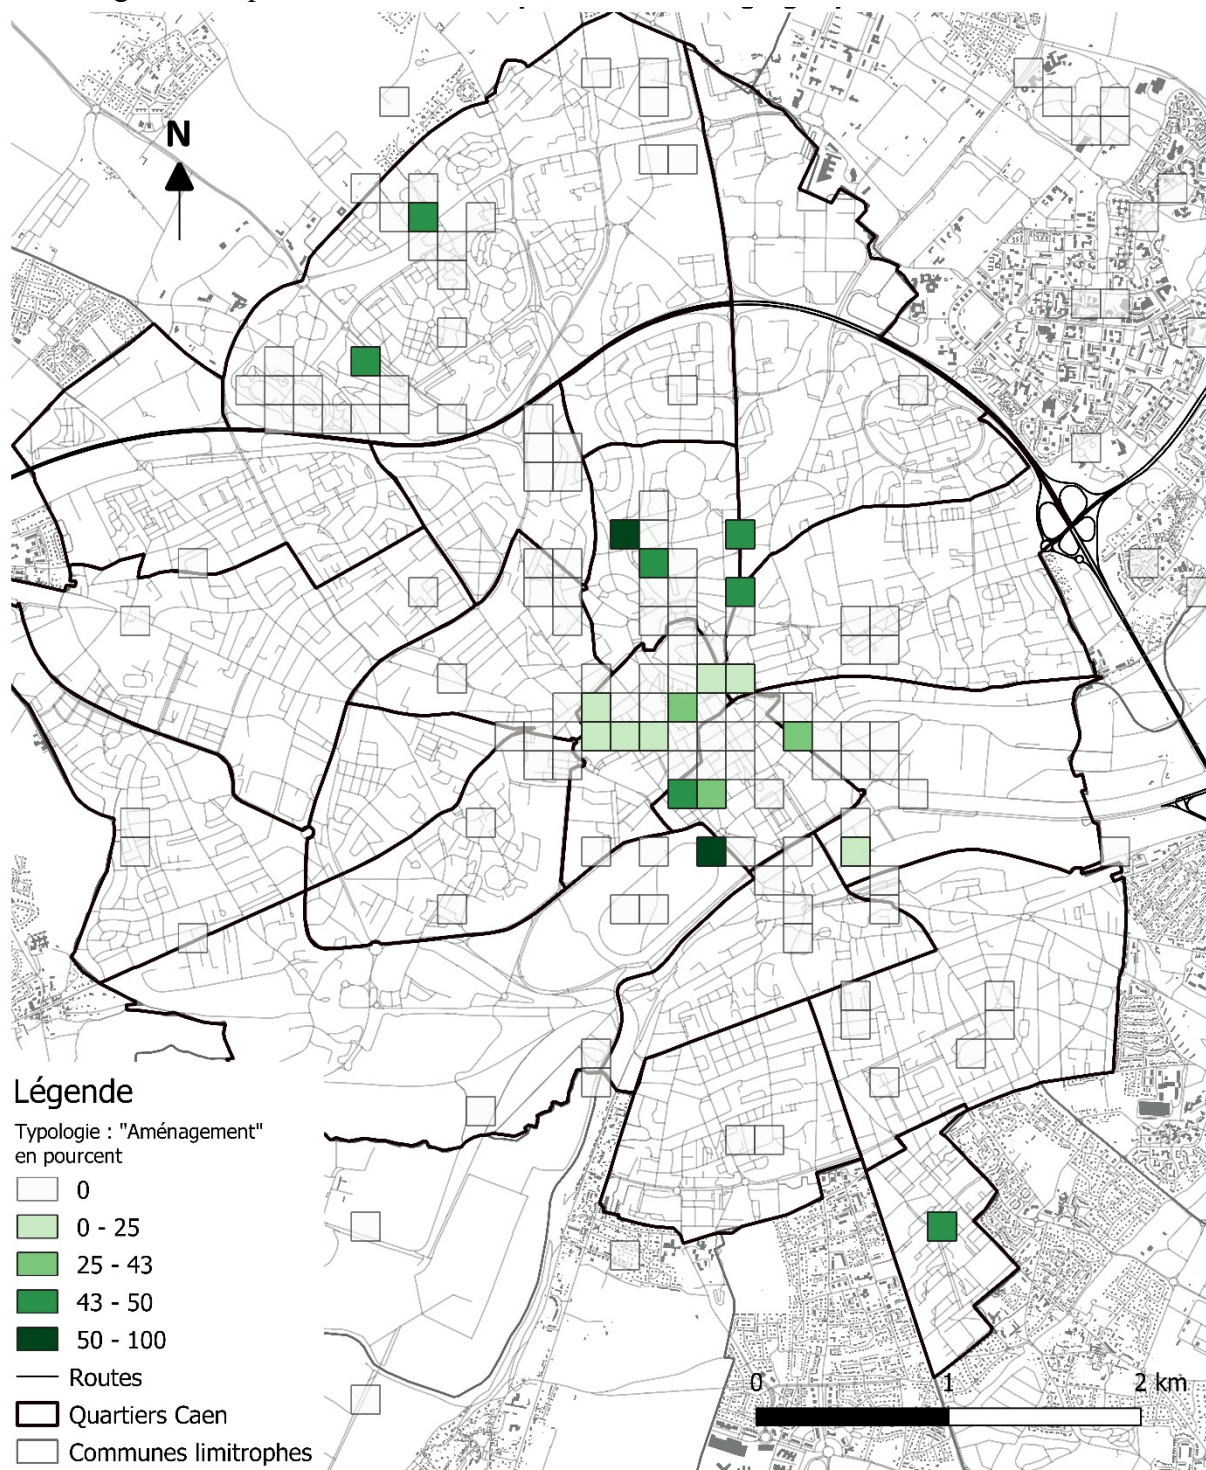 N
Légende
Typologie : "Aménagement"
en pourcent
0
0 - 25
25 - 43
43 - 50
50 - 100
Routes
Quartiers Caen
Communes limitrophes
0 1 2 km